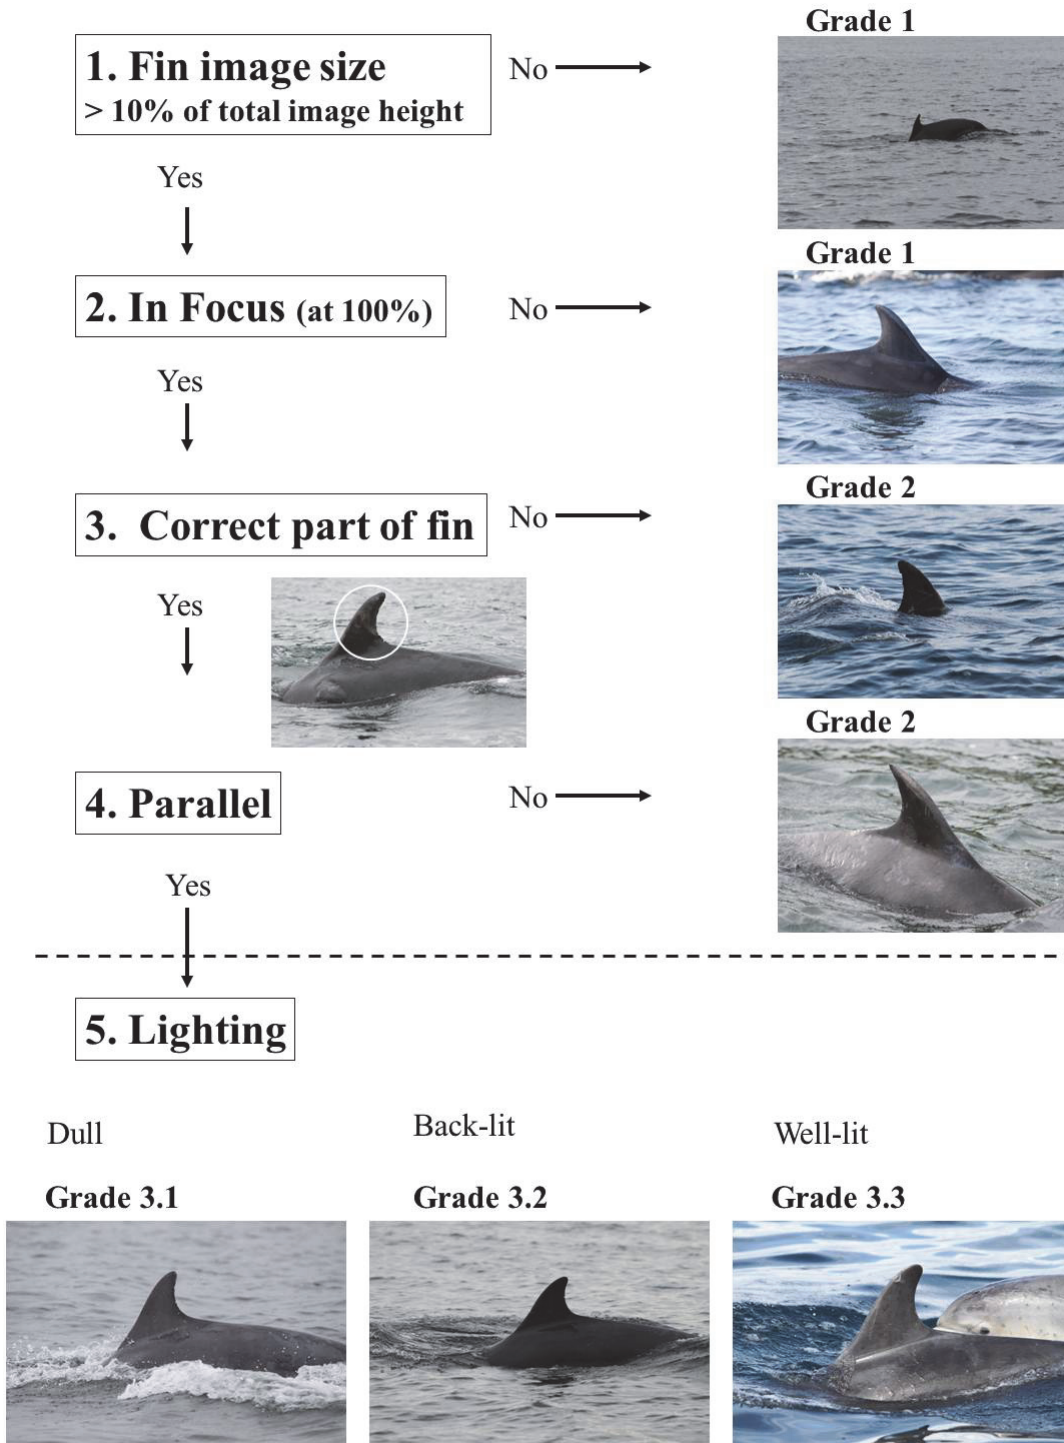 Grade 1
1. Fin image size
> 10% of total image height
No
Yes
Grade 1
2. In Focus (at 100%)
No
Yes
Grade 2
3. Correct part of fin
No
Yes
Grade 2
4. Parallel
No
Yes
5. Lighting
Dull
Back-lit
Well-lit
Grade 3.1
Grade 3.2
Grade 3.3